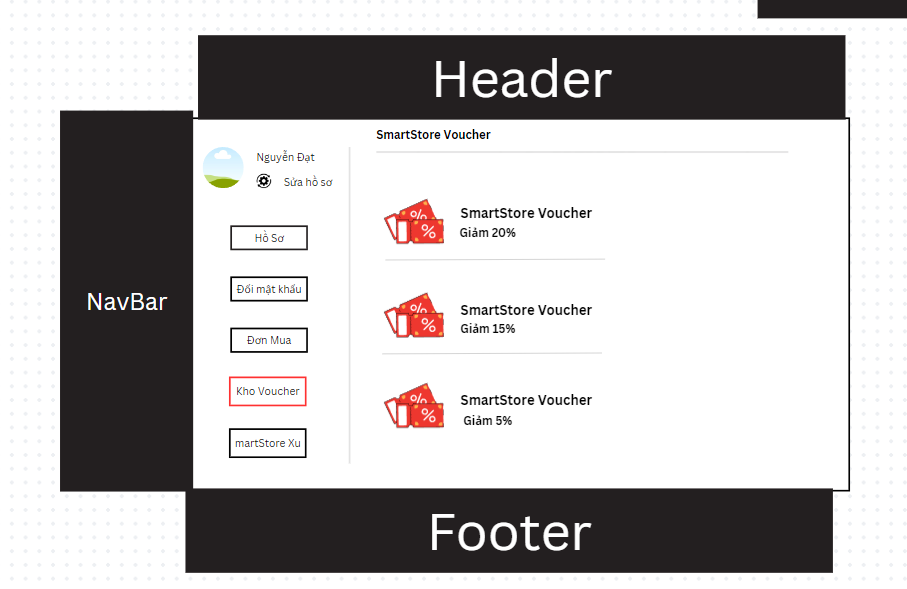 Header
NavBar
Nguyễn Đạt
Sửa hồ sơ
Hồ Sơ
Đổi mật khẩu
Đơn Mua
Kho Voucher
martStore Xu
SmartStore Voucher
SmartStore Voucher
Giảm 20%
SmartStore Voucher
Giảm 15%
SmartStore Voucher
Giảm 5%
Footer